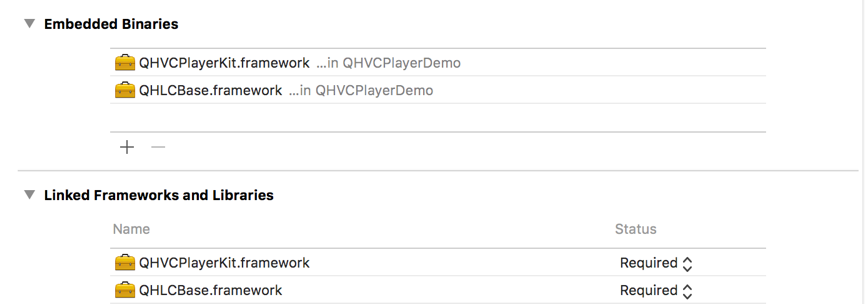 Embedded Binaries
QHVCPlayerKit.framework ...in QHVCPlayerDemo
QHLCBase.framework ...in QHVCPlayerDemo
Linked Frameworks and Libraries
Name Status
QHVCPlayerKit.framework Required
QHLCBase.framework Required